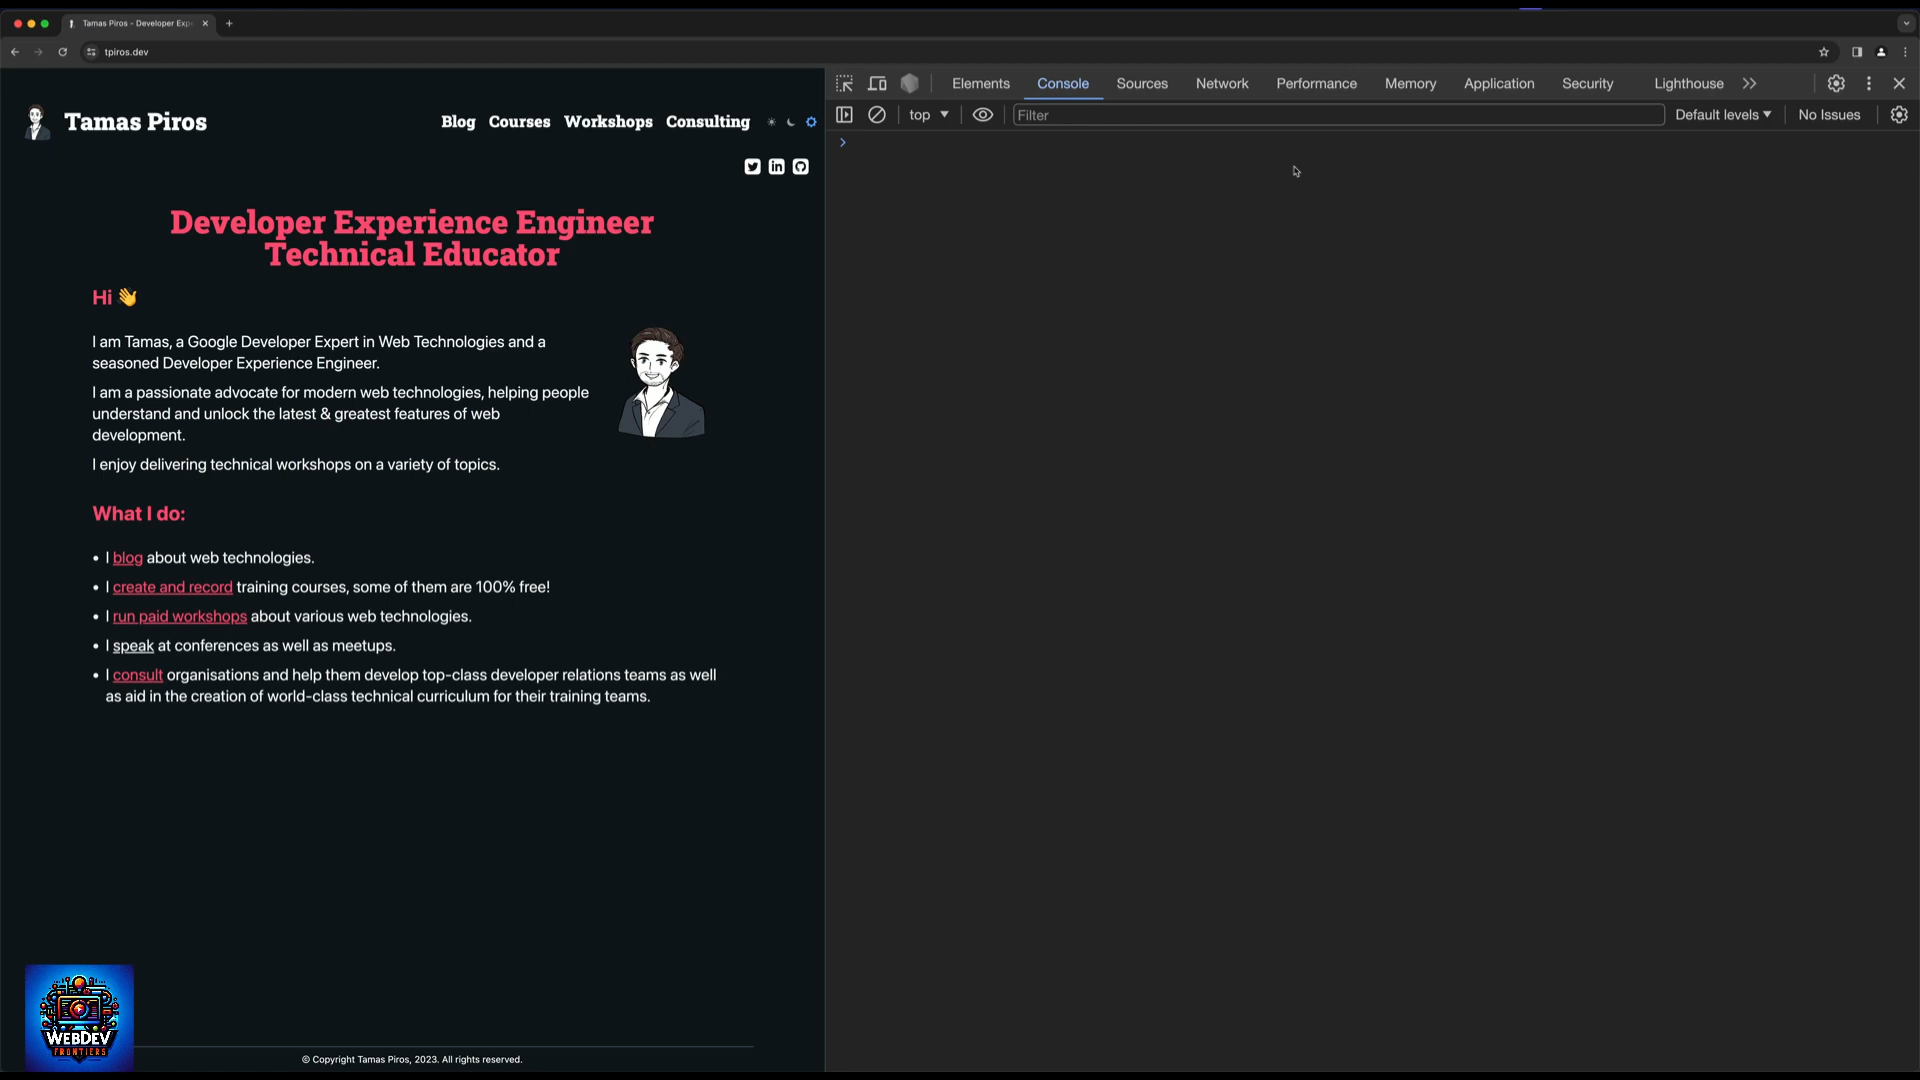 Tamas Piros - Developer Exp
tpiros.dev
Tamas Piros
Blog Courses Workshops Consulting
Developer Experience Engineer
Technical Educator
Hi 👋
I am Tamas, a Google Developer Expert in Web Technologies and a
seasoned Developer Experience Engineer.
I am a passionate advocate for modern web technologies, helping people
understand and unlock the latest & greatest features of web
development.
I enjoy delivering technical workshops on a variety of topics.
What I do:
• I blog about web technologies.
• I create and record training courses, some of them are 100% free!
• I run paid workshops about various web technologies.
• I speak at conferences as well as meetups.
• I consult organisations and help them develop top-class developer relations teams as well
as aid in the creation of world-class technical curriculum for their training teams.
WEBDEV
FRONTIERS
© Copyright Tamas Piros, 2023. All rights reserved.
Elements Console Sources Network Performance Memory Application Security Lighthouse
top Filter Default levels No Issues